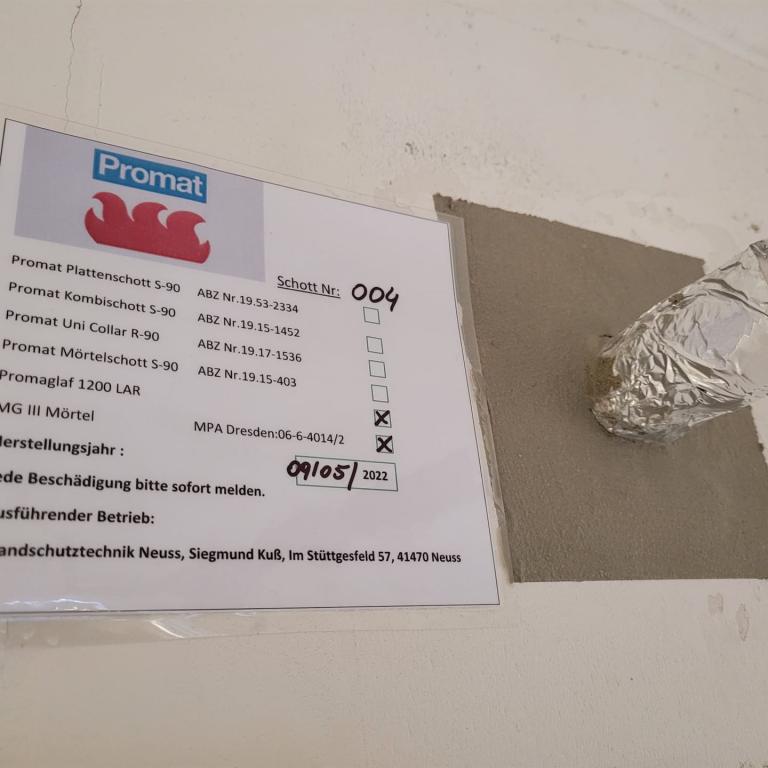 Promat
Schott Nr: 004
Promat Plattenschott S-90 ABZ Nr.19.53-2334
Promat Kombischott S-90 ABZ Nr.19.15-1452
Promat Uni Collar R-90 ABZ Nr.19.17-1536
Promat Mörtelschott S-90 ABZ Nr.19.15-403
Promaglaf 1200 LAR
MG III Mörtel MPA Dresden:06-6-4014/2
erstellungsjahr : 09/05/ 2022
ede Beschädigung bitte sofort melden.
usführender Betrieb:
andschutztechnik Neuss, Siegmund Kuß, Im Stüttgesfeld 57, 41470 Neuss